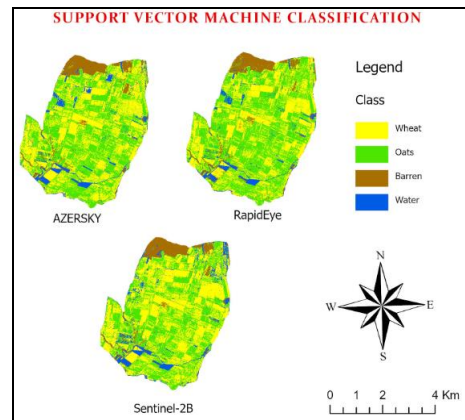 SUPPORT VECTOR MACHINE CLASSIFICATION
AZERSKY
RapidEye
Sentinel-2B
Legend
Class
Wheat
Oats
Barren
Water
N
W E
S
0 1 2 4 Km